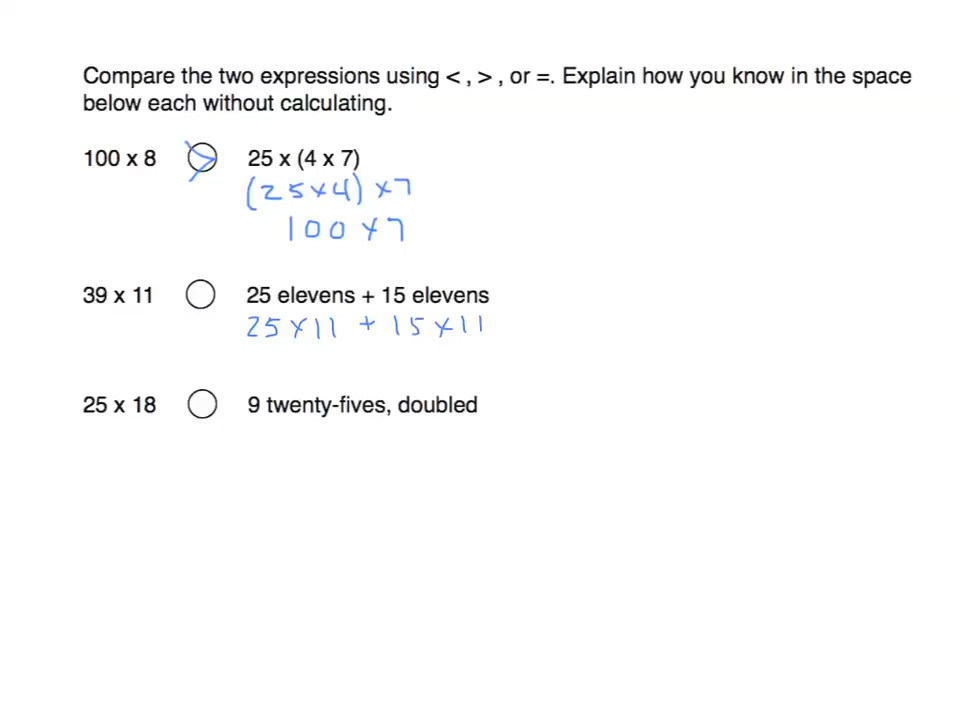 Compare the two expressions using < , > , or =. Explain how you know in the space
below each without calculating.
100 x 8 > 25 x (4 x 7)
(25 x 4) x 7
100 x 7
39 x 11 25 elevens + 15 elevens
25 x 11 + 15 x 11
25 x 18 9 twenty-fives, doubled